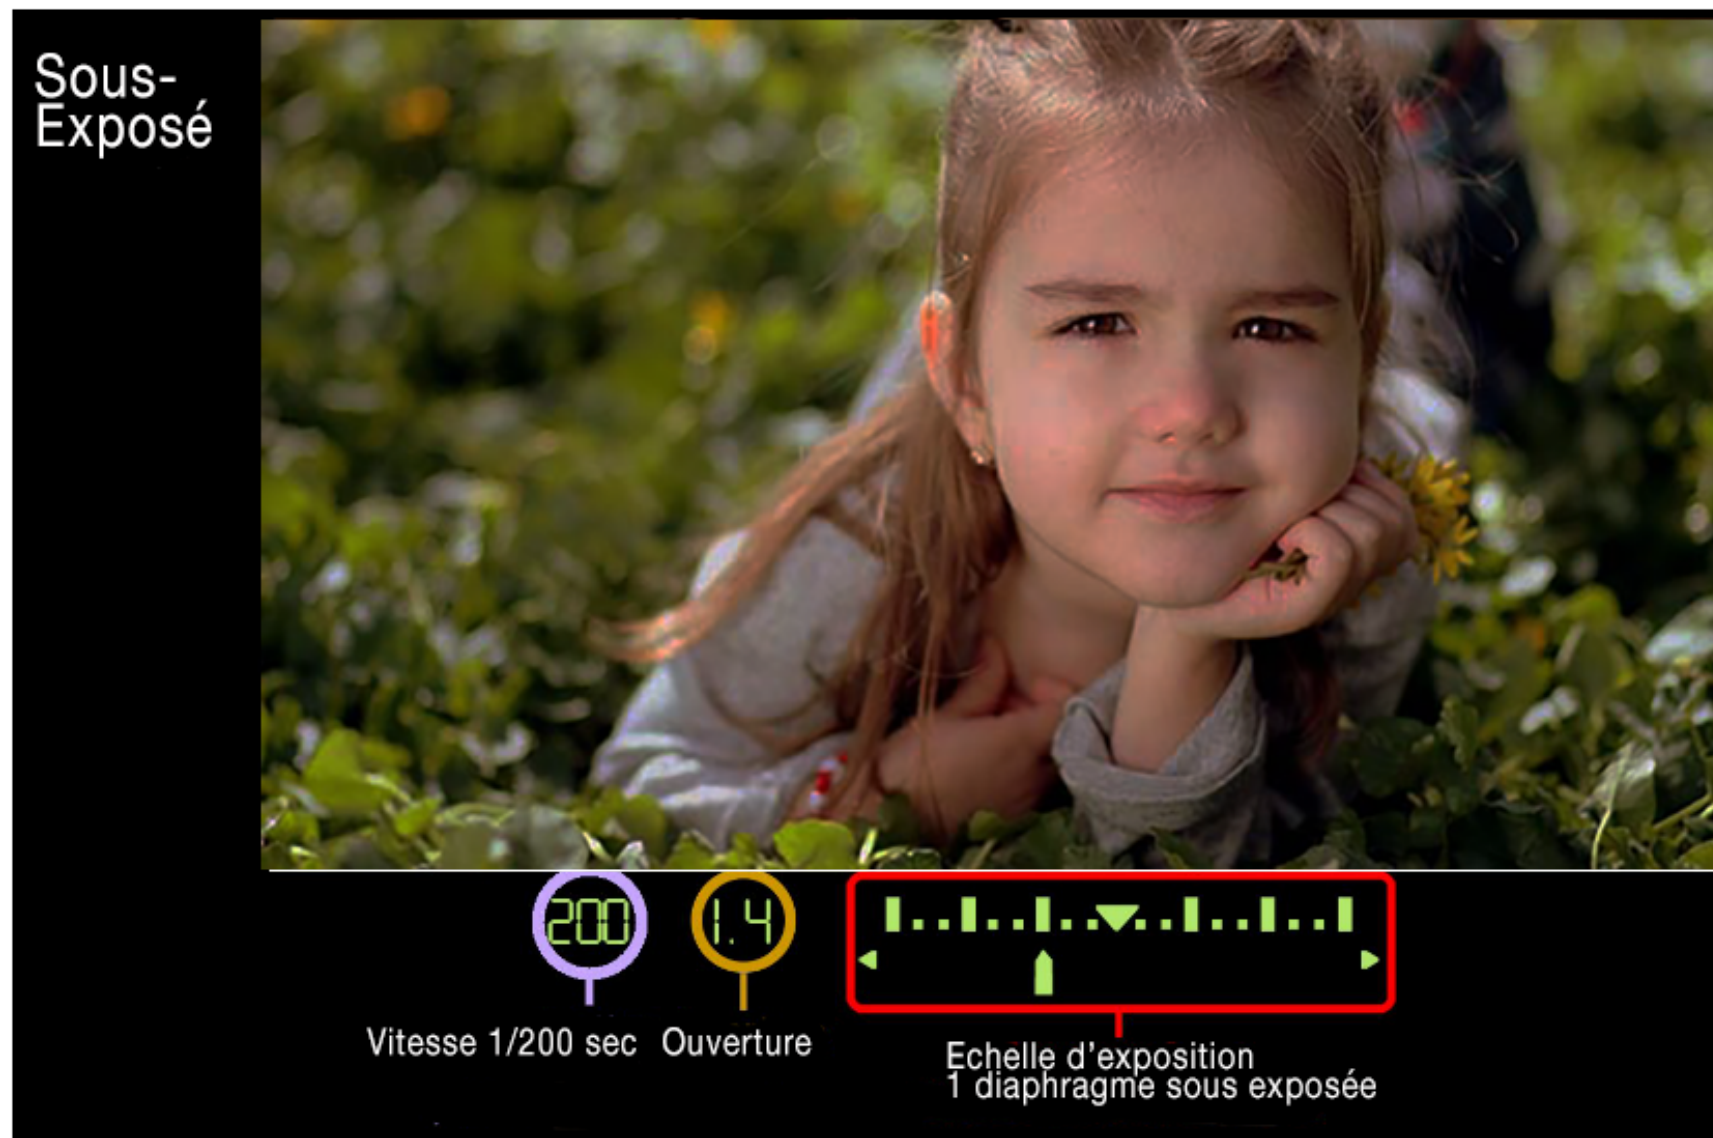 Sous-
Exposé
200
1.4
Vitesse 1/200 sec
Ouverture
Echelle d'exposition
1 diaphragme sous exposée